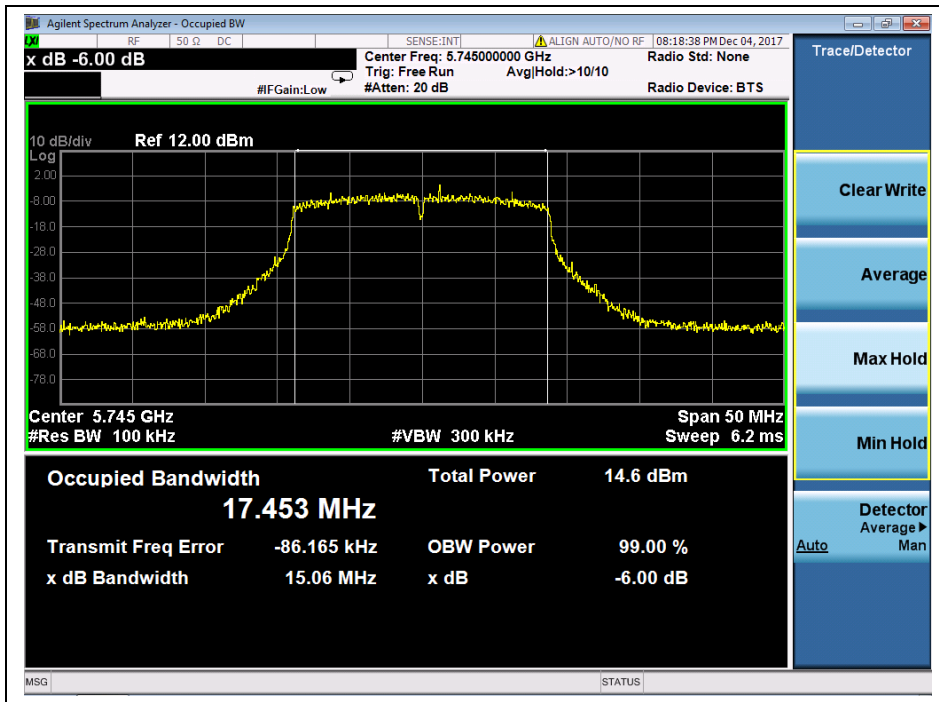 Agilent Spectrum Analyzer - Occupied BW
LXI RF 50 Ω DC SENSE:INT ALIGN AUTO/NO RF 08:18:38 PM Dec 04, 2017
x dB -6.00 dB
Center Freq: 5.745000000 GHz Radio Std: None
Trig: Free Run Avg|Hold:>10/10
#IFGain:Low #Atten: 20 dB Radio Device: BTS
10 dB/div Ref 12.00 dBm
Log
2.00
-8.00
-18.0
-28.0
-38.0
-48.0
-58.0
-68.0
-78.0
Center 5.745 GHz Span 50 MHz
#Res BW 100 kHz #VBW 300 kHz Sweep 6.2 ms
Occupied Bandwidth Total Power 14.6 dBm
17.453 MHz
Transmit Freq Error -86.165 kHz OBW Power 99.00 %
x dB Bandwidth 15.06 MHz x dB -6.00 dB
MSG STATUS
Trace/Detector
Clear Write
Average
Max Hold
Min Hold
Detector
Average
Auto Man